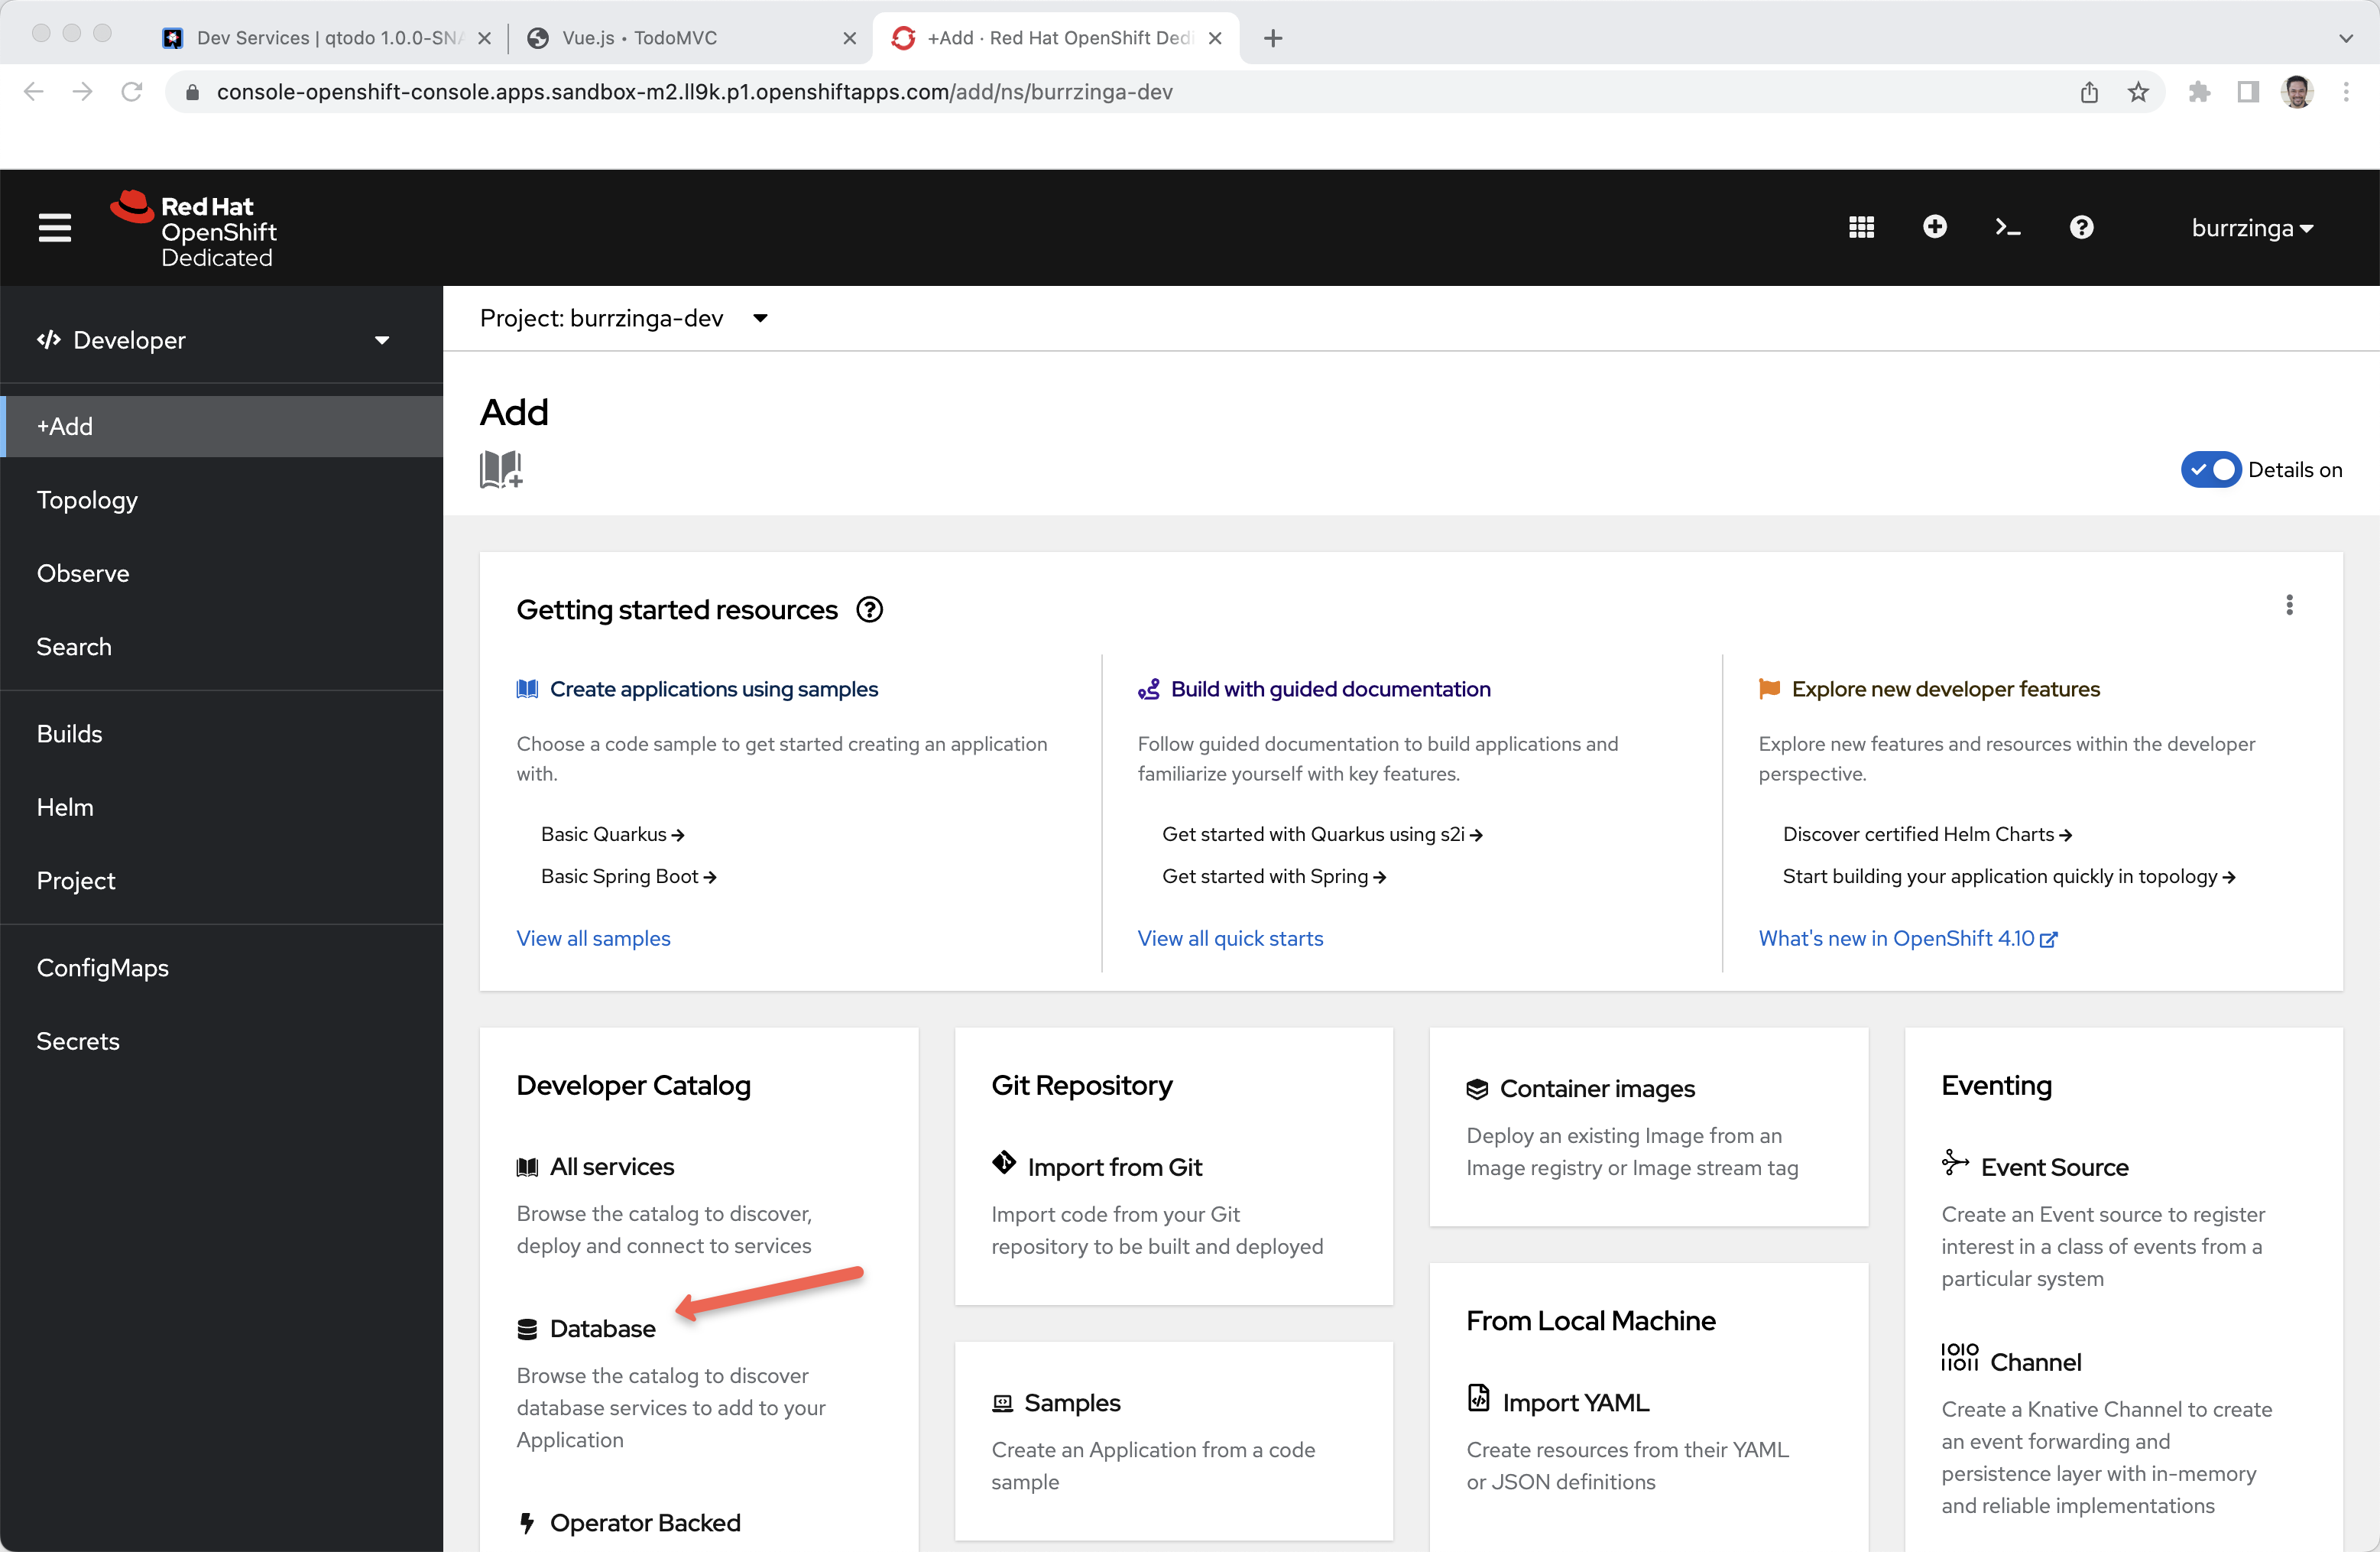 Dev Services | qtodo 1.0.0-SNA
Vue.js • TodoMVC
+Add · Red Hat OpenShift Dedi
console-openshift-console.apps.sandbox-m2.ll9k.p1.openshiftapps.com/add/ns/burrzinga-dev
Red Hat
OpenShift
Dedicated
burrzinga
Developer
+Add
Topology
Observe
Search
Builds
Helm
Project
ConfigMaps
Secrets
Project: burrzinga-dev
Add
Details on
Getting started resources
Create applications using samples
Choose a code sample to get started creating an application
with.
Basic Quarkus
Basic Spring Boot
View all samples
Build with guided documentation
Follow guided documentation to build applications and
familiarize yourself with key features.
Get started with Quarkus using s2i
Get started with Spring
View all quick starts
Explore new developer features
Explore new features and resources within the developer
perspective.
Discover certified Helm Charts
Start building your application quickly in topology
What's new in OpenShift 4.10
Developer Catalog
All services
Browse the catalog to discover,
deploy and connect to services
Database
Browse the catalog to discover
database services to add to your
Application
Operator Backed
Git Repository
Import from Git
Import code from your Git
repository to be built and deployed
Samples
Create an Application from a code
sample
Container images
Deploy an existing Image from an
Image registry or Image stream tag
From Local Machine
Import YAML
Create resources from their YAML
or JSON definitions
Eventing
Event Source
Create an Event source to register
interest in a class of events from a
particular system
Channel
Create a Knative Channel to create
an event forwarding and
persistence layer with in-memory
and reliable implementations